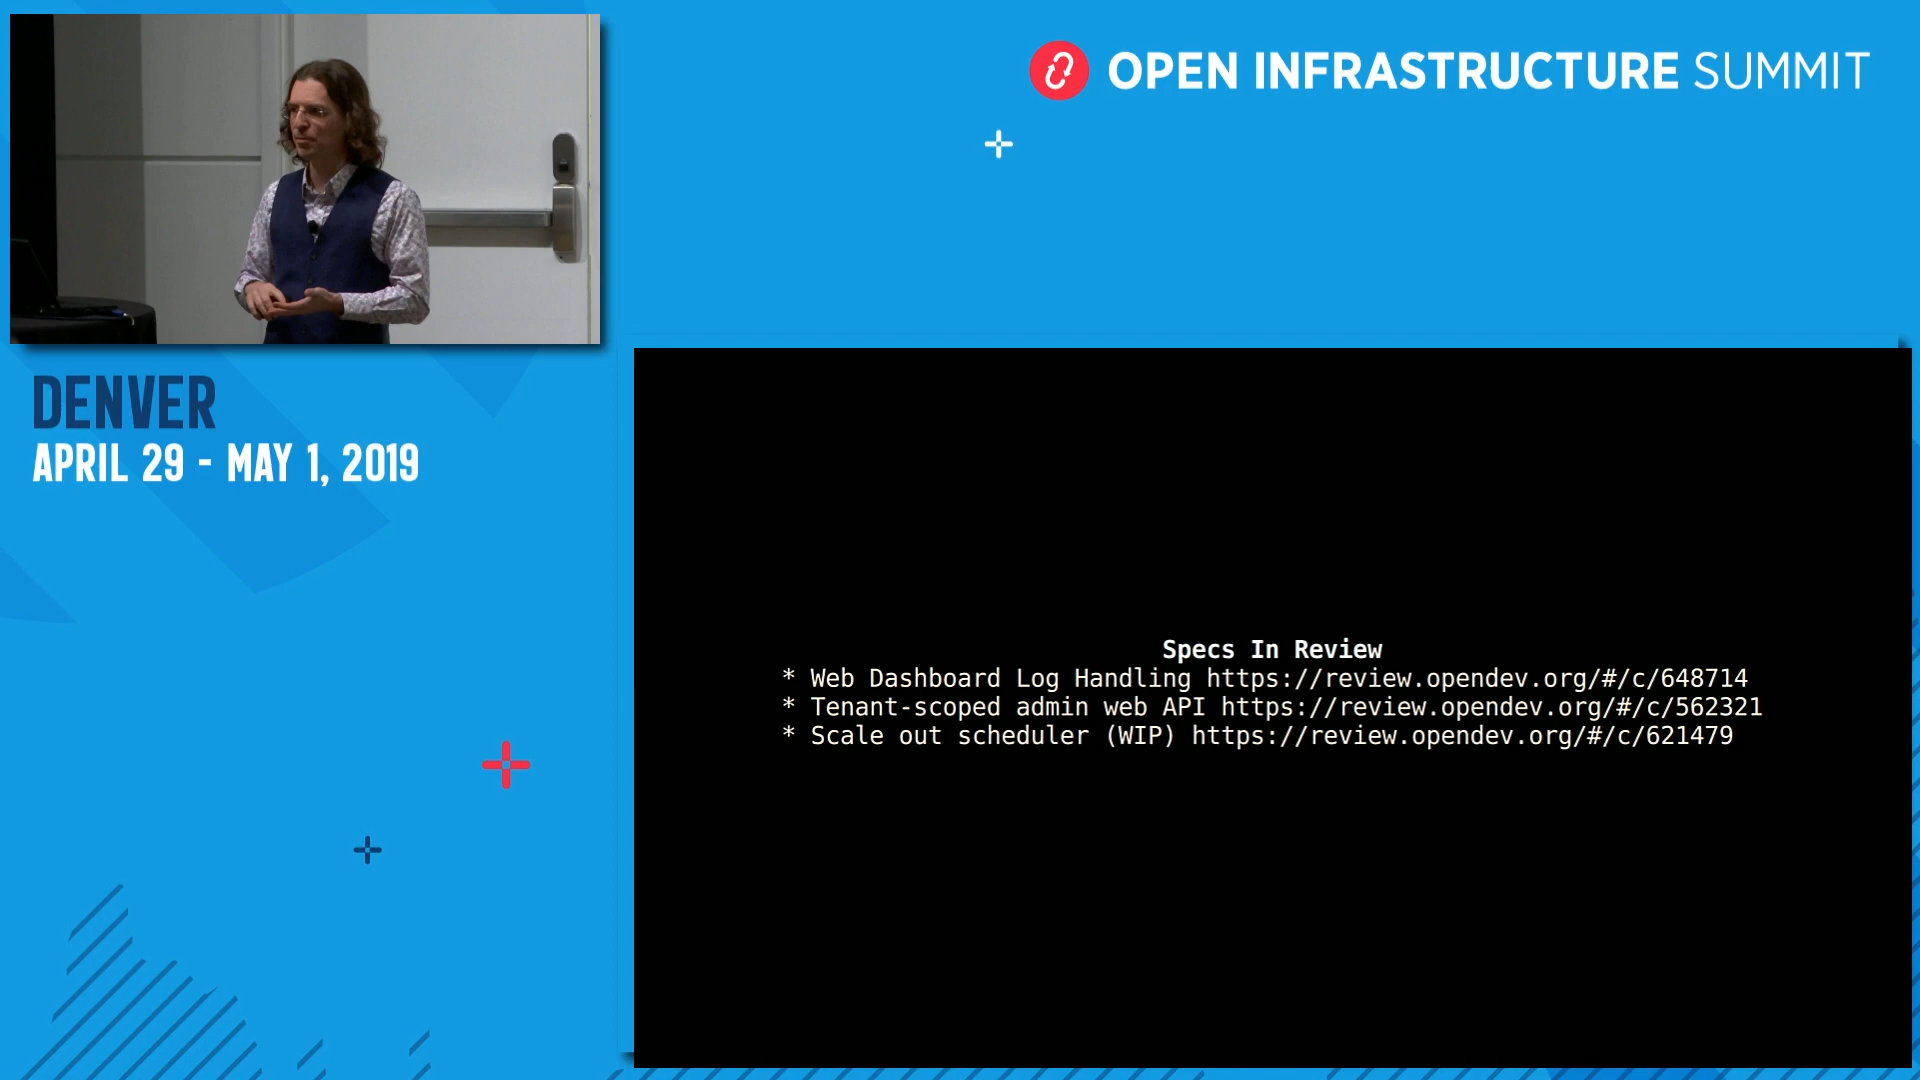 OPEN INFRASTRUCTURE SUMMIT
DENVER
APRIL 29 - MAY 1, 2019
Specs In Review
* Web Dashboard Log Handling https://review.opendev.org/#/c/648714
* Tenant-scoped admin web API https://review.opendev.org/#/c/562321
* Scale out scheduler (WIP) https://review.opendev.org/#/c/621479